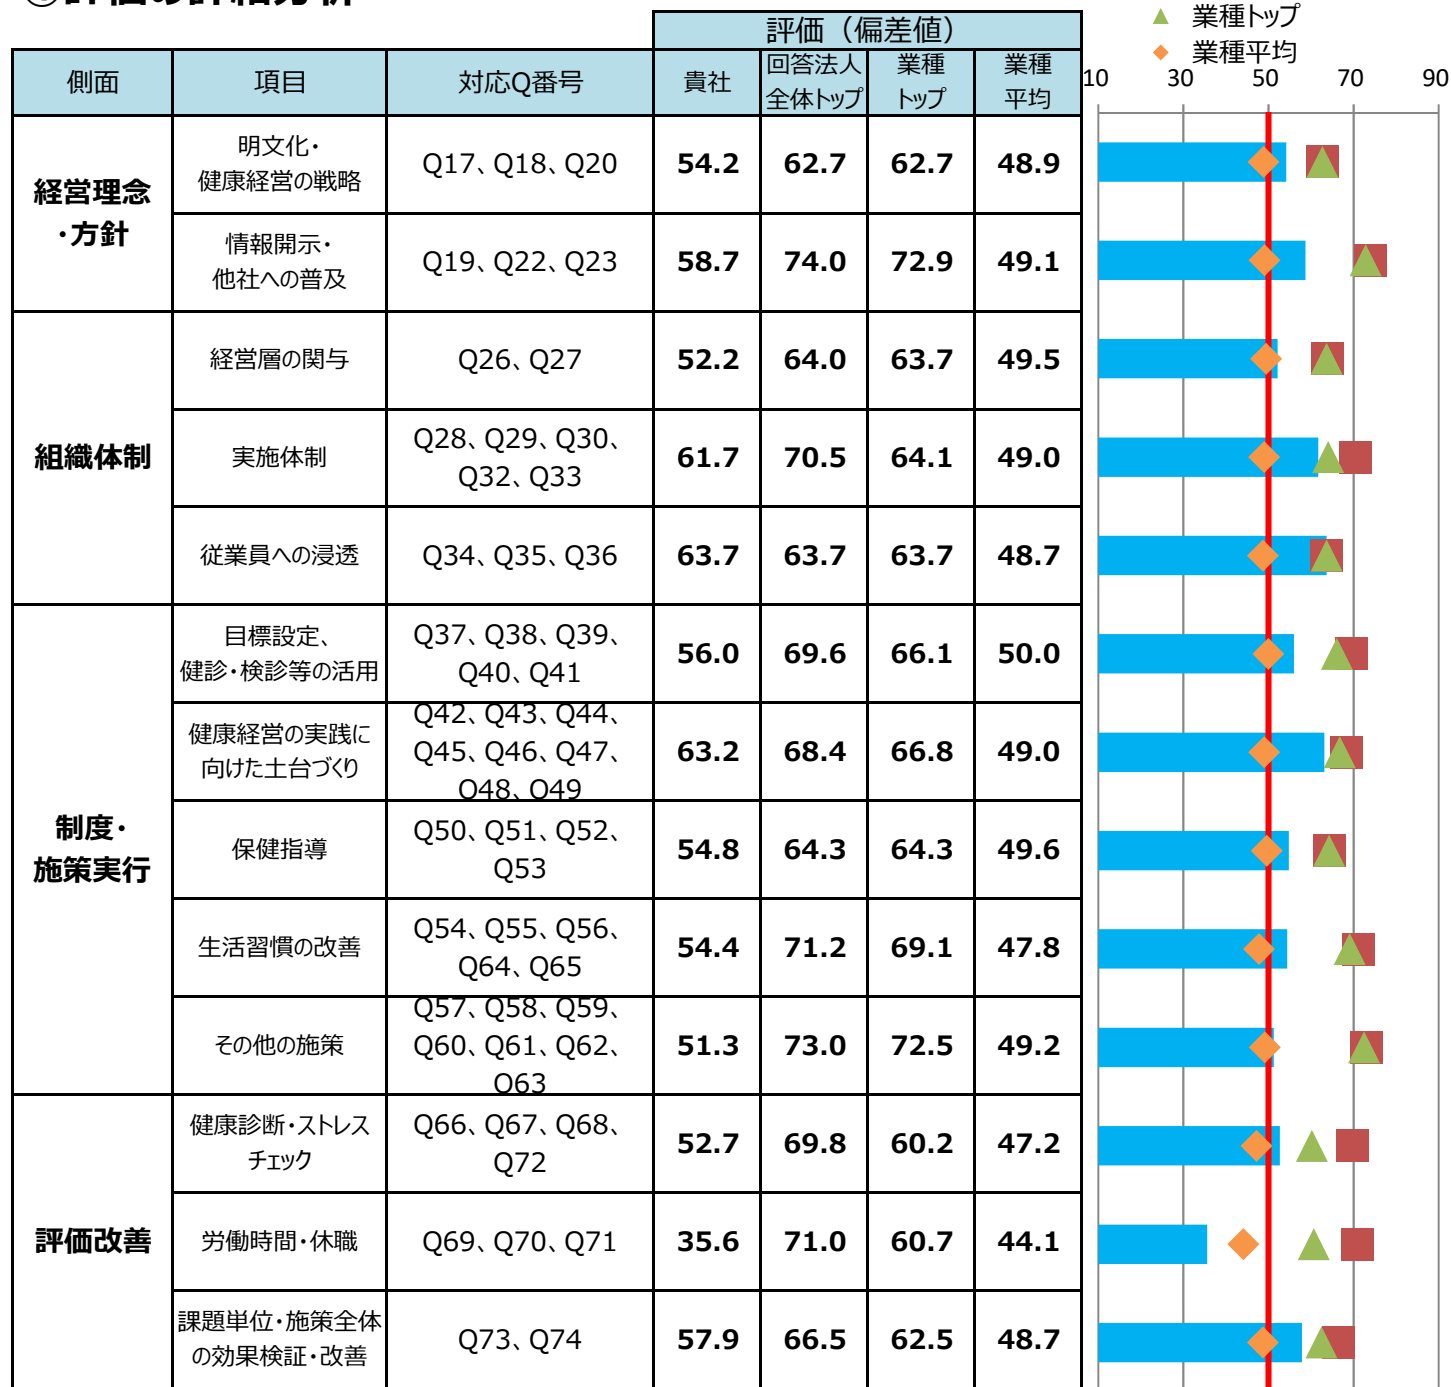 評価の詳細分析
▲ 業種トップ
◆ 業種平均
評価（偏差値）
側面 項目 対応Q番号 貴社 回答法人全体トップ 業種トップ 業種平均
10 30 50 70 90
経営理念・方針
明文化・健康経営の戦略 Q17、Q18、Q20 54.2 62.7 62.7 48.9
情報開示・他社への普及 Q19、Q22、Q23 58.7 74.0 72.9 49.1
組織体制
経営層の関与 Q26、Q27 52.2 64.0 63.7 49.5
実施体制 Q28、Q29、Q30、Q32、Q33 61.7 70.5 64.1 49.0
従業員への浸透 Q34、Q35、Q36 63.7 63.7 63.7 48.7
制度・施策実行
目標設定、健診・検診等の活用 Q37、Q38、Q39、Q40、Q41 56.0 69.6 66.1 50.0
健康経営の実践に向けた土台づくり Q42、Q43、Q44、Q45、Q46、Q47、Q48、Q49 63.2 68.4 66.8 49.0
保健指導 Q50、Q51、Q52、Q53 54.8 64.3 64.3 49.6
生活習慣の改善 Q54、Q55、Q56、Q64、Q65 54.4 71.2 69.1 47.8
その他の施策 Q57、Q58、Q59、Q60、Q61、Q62、Q63 51.3 73.0 72.5 49.2
評価改善
健康診断・ストレスチェック Q66、Q67、Q68、Q72 52.7 69.8 60.2 47.2
労働時間・休職 Q69、Q70、Q71 35.6 71.0 60.7 44.1
課題単位・施策全体の効果検証・改善 Q73、Q74 57.9 66.5 62.5 48.7